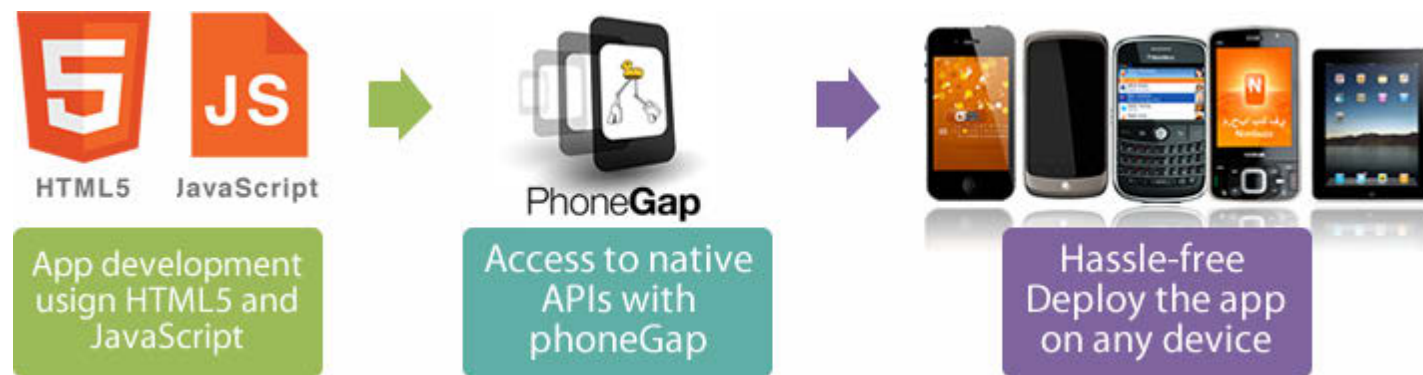 5
JS
HTML5
JavaScript
App development
usign HTML5 and
JavaScript
PhoneGap
Access to native
APIs with
phoneGap
N
Nimbuzz
Hassle-free
Deploy the app
on any device